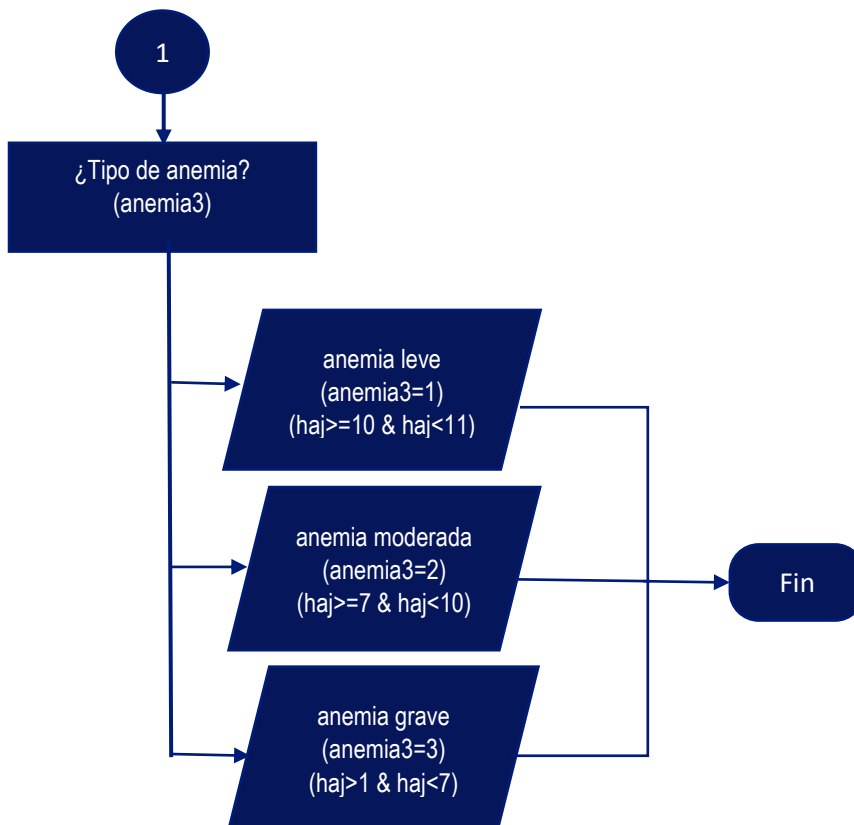 1
¿Tipo de anemia?
(anemia3)
anemia leve
(anemia3=1)
(haj>=10 & haj<11)
anemia moderada
(anemia3=2)
(haj>=7 & haj<10)
Fin
anemia grave
(anemia3=3)
(haj>1 & haj<7)